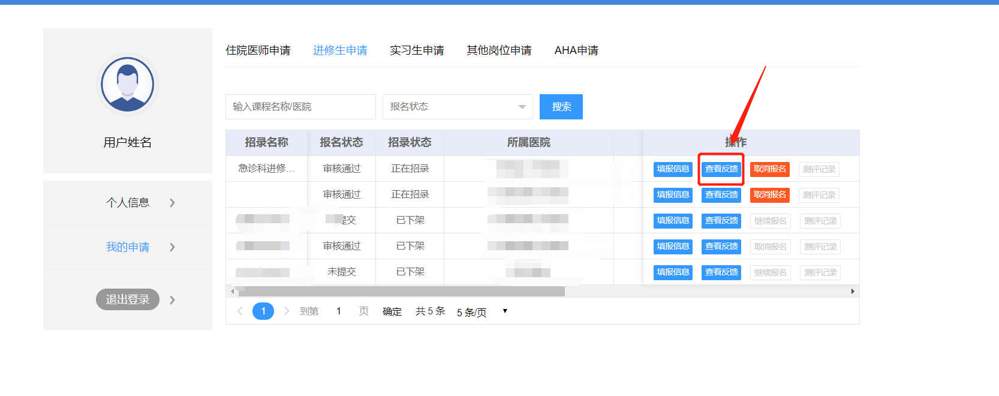 用户姓名
个人信息
我的申请
退出登录
住院医师申请 进修生申请 实习生申请 其他岗位申请 AHA申请
输入课程名称/医院 报名状态 搜索
招录名称 报名状态 招录状态 所属医院 操作
急诊科进修... 审核通过 正在招录 填报信息 查看反馈 取消报名 测评记录
审核通过 正在招录 填报信息 查看反馈 取消报名 测评记录
提交 已下架 填报信息 查看反馈 继续报名 测评记录
审核通过 已下架 填报信息 查看反馈 取消报名 测评记录
未提交 已下架 填报信息 查看反馈 继续报名 测评记录
1 到第 1 页 确定 共 5 条 5 条/页